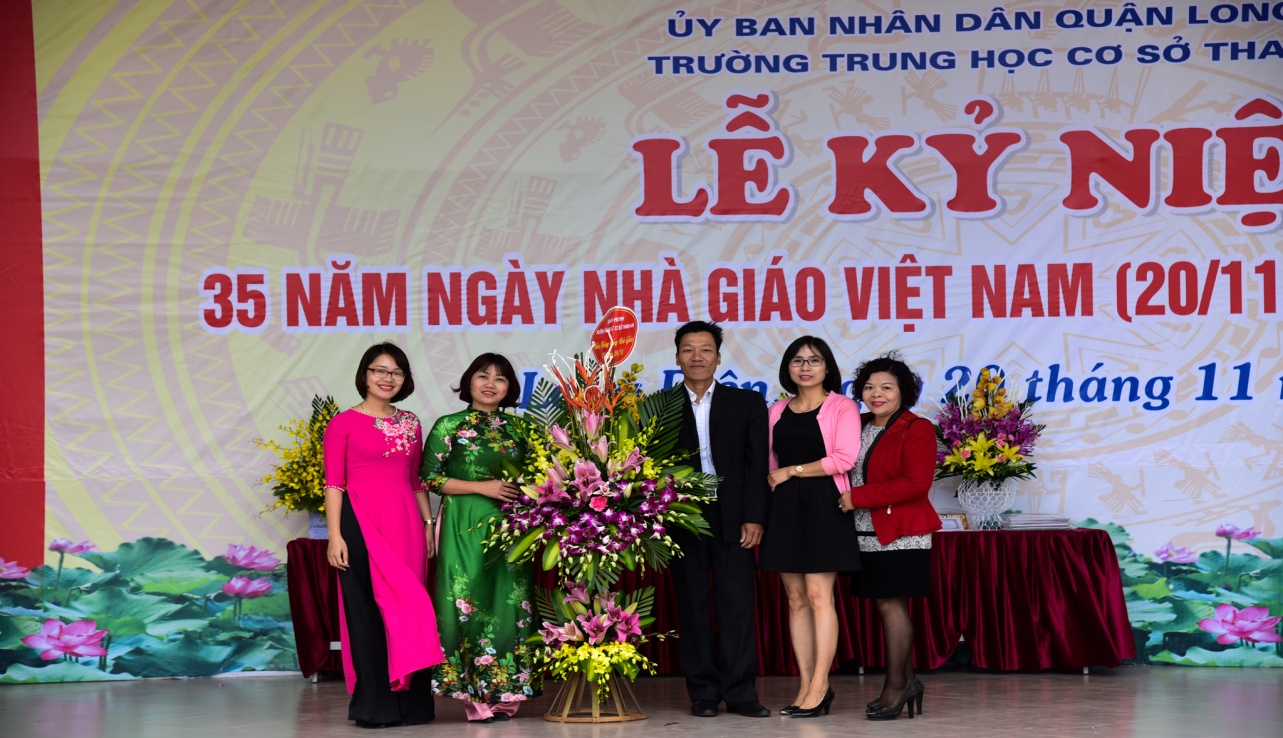 ỦY BAN NHÂN DÂN QUẬN LONG
TRƯỜNG TRUNG HỌC CƠ SỞ THA
LỄ KỶ NIỆ
35 NĂM NGÀY NHÀ GIÁO VIỆT NAM (20/11
20 tháng 11